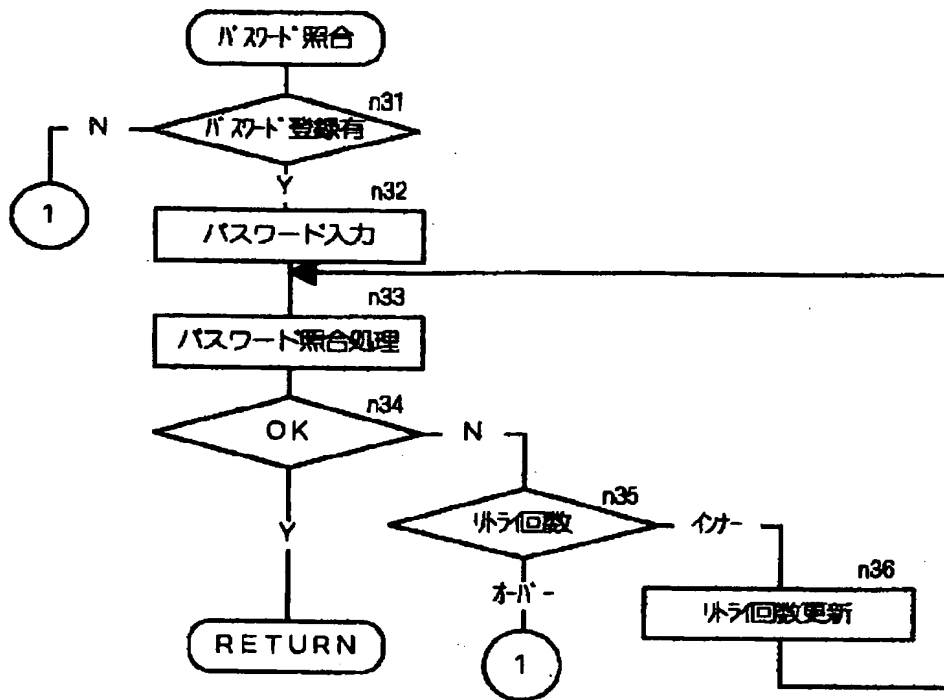 パスワード照合
n31
N
パスワード登録有
1
Y
n32
パスワード入力
n33
パスワード照合処理
n34
OK
N
n35
リトライ回数
インナー
Y
n36
オーバー
リトライ回数更新
RETURN
1